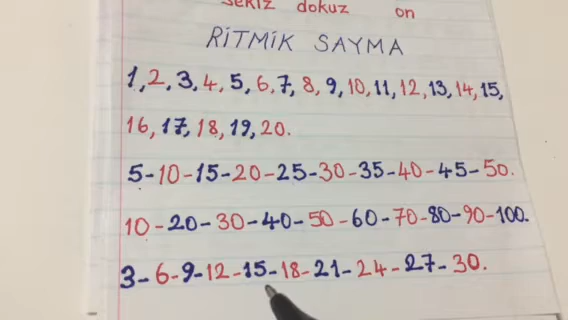 sekiz dokuz on
RİTMİK SAYMA
1, 2, 3, 4, 5, 6, 7, 8, 9, 10, 11, 12, 13, 14, 15,
16, 17, 18, 19, 20.
5-10-15-20-25-30-35-40-45-50.
10-20-30-40-50-60-70-80-90-100.
3-6-9-12-15-18-21-24-27-30.